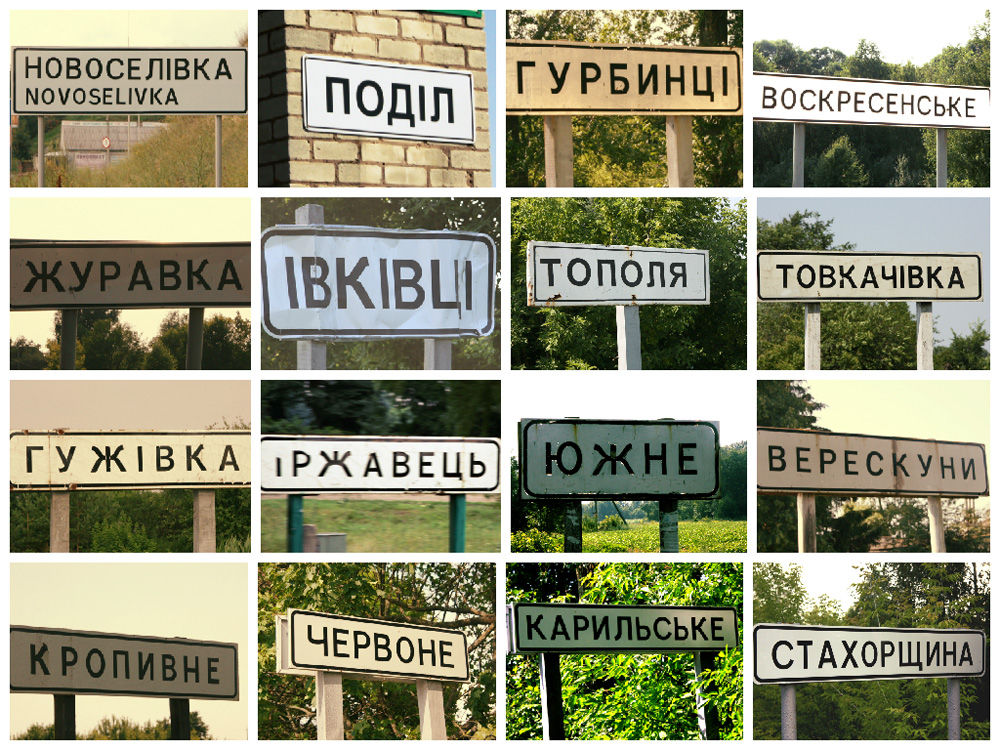 НОВОСЕЛІВКА
NOVOSELIVKA
ПОДІЛ
ГУРБИНЦІ
ВОСКРЕСЕНСЬКЕ
ЖУРАВКА
ІВКІВЦІ
ТОПОЛЯ
ТОВКАЧІВКА
ГУЖІВКА
іРЖАВЕЦЬ
ЮЖНЕ
ВЕРЕСКУНИ
КРОПИВНЕ
ЧЕРВОНЕ
КАРИЛЬСЬКЕ
СТАХОРЩИНА